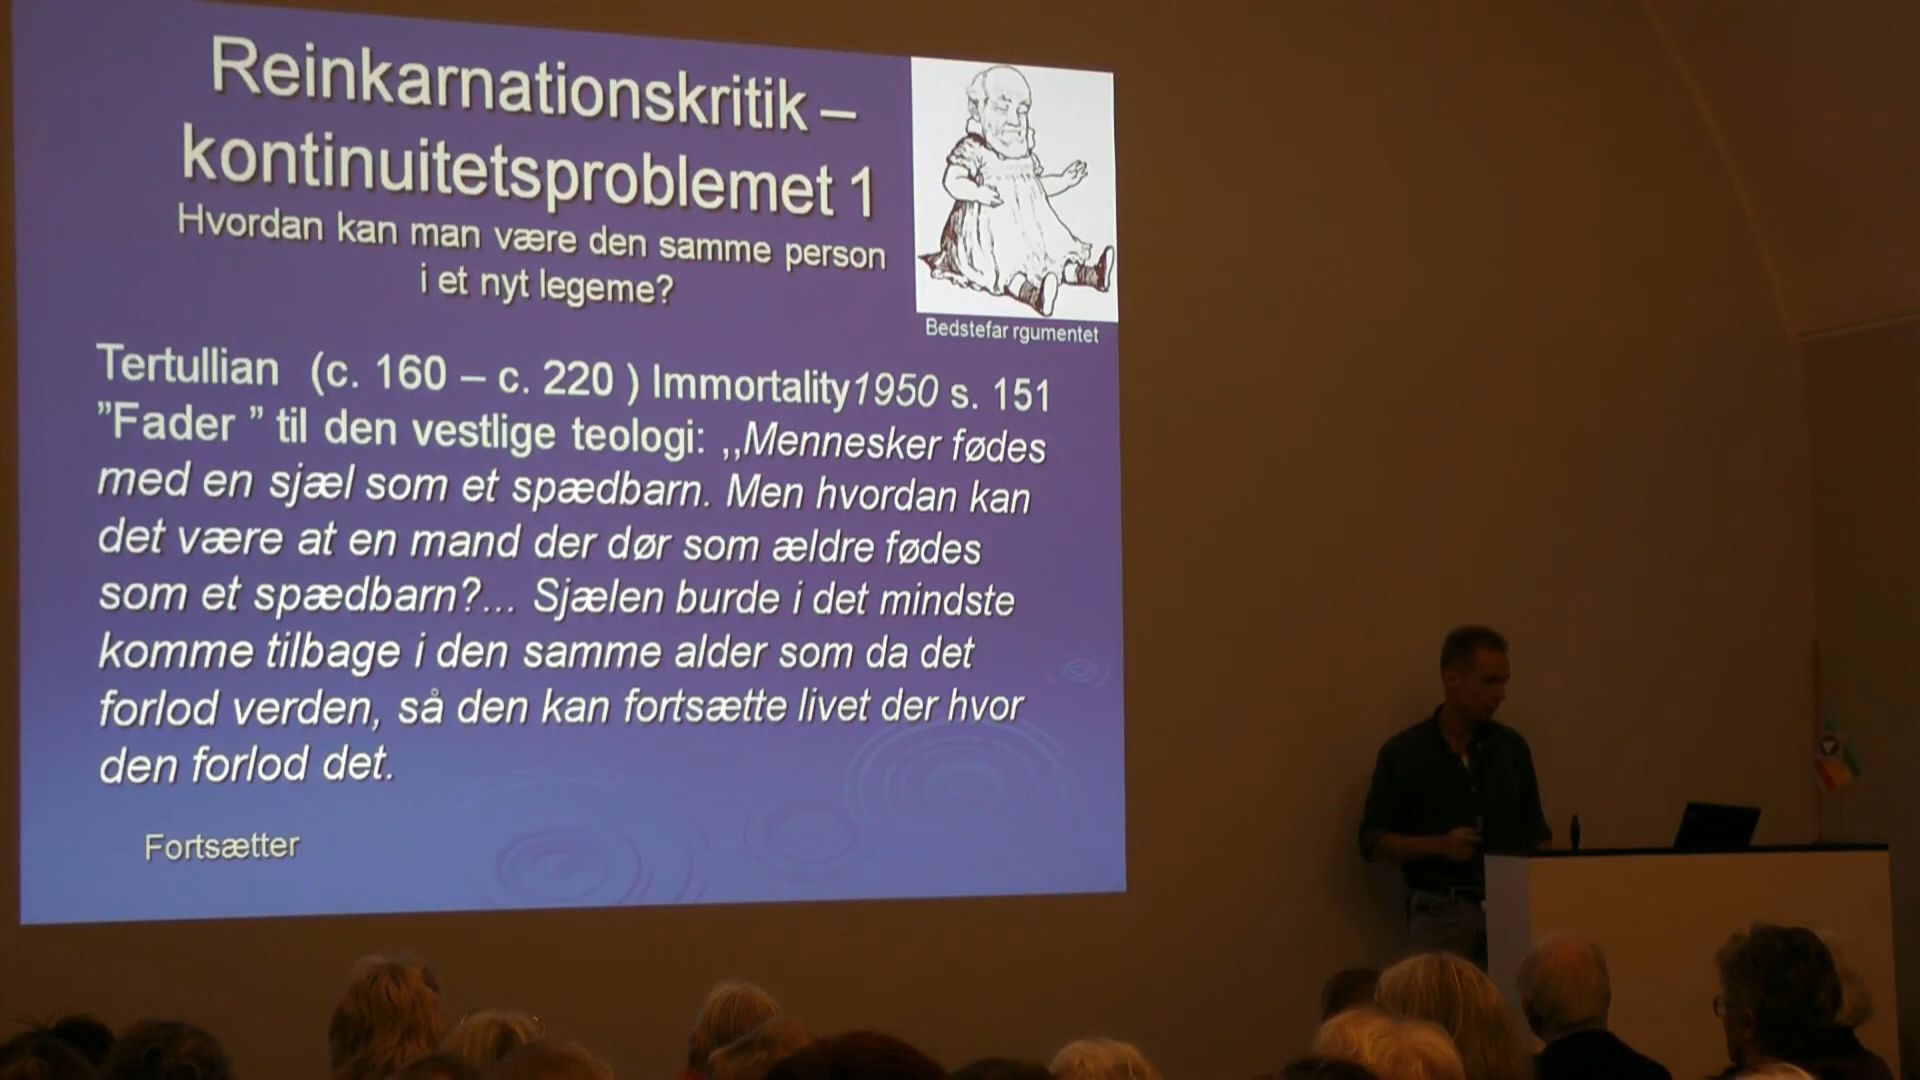 Reinkarnationskritik –
kontinuitetsproblemet 1
Hvordan kan man være den samme person
i et nyt legeme?
Bedstefar rgumentet
Tertullian (c. 160 – c. 220 ) Immortality1950 s. 151
”Fader ” til den vestlige teologi: ,,Mennesker fødes
med en sjæl som et spædbarn. Men hvordan kan
det være at en mand der dør som ældre fødes
som et spædbarn?... Sjælen burde i det mindste
komme tilbage i den samme alder som da det
forlod verden, så den kan fortsætte livet der hvor
den forlod det.
Fortsætter